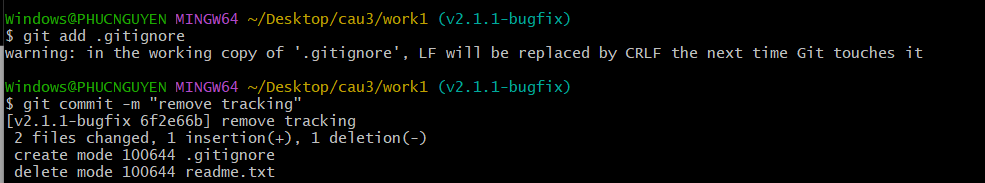 Windows@PHUCNGUYEN MINGW64 ~/Desktop/cau3/work1 (v2.1.1-bugfix)
$ git add .gitignore
warning: in the working copy of '.gitignore', LF will be replaced by CRLF the next time Git touches it
Windows@PHUCNGUYEN MINGW64 ~/Desktop/cau3/work1 (v2.1.1-bugfix)
$ git commit -m "remove tracking"
[v2.1.1-bugfix 6f2e66b] remove tracking
 2 files changed, 1 insertion(+), 1 deletion(-)
 create mode 100644 .gitignore
 delete mode 100644 readme.txt